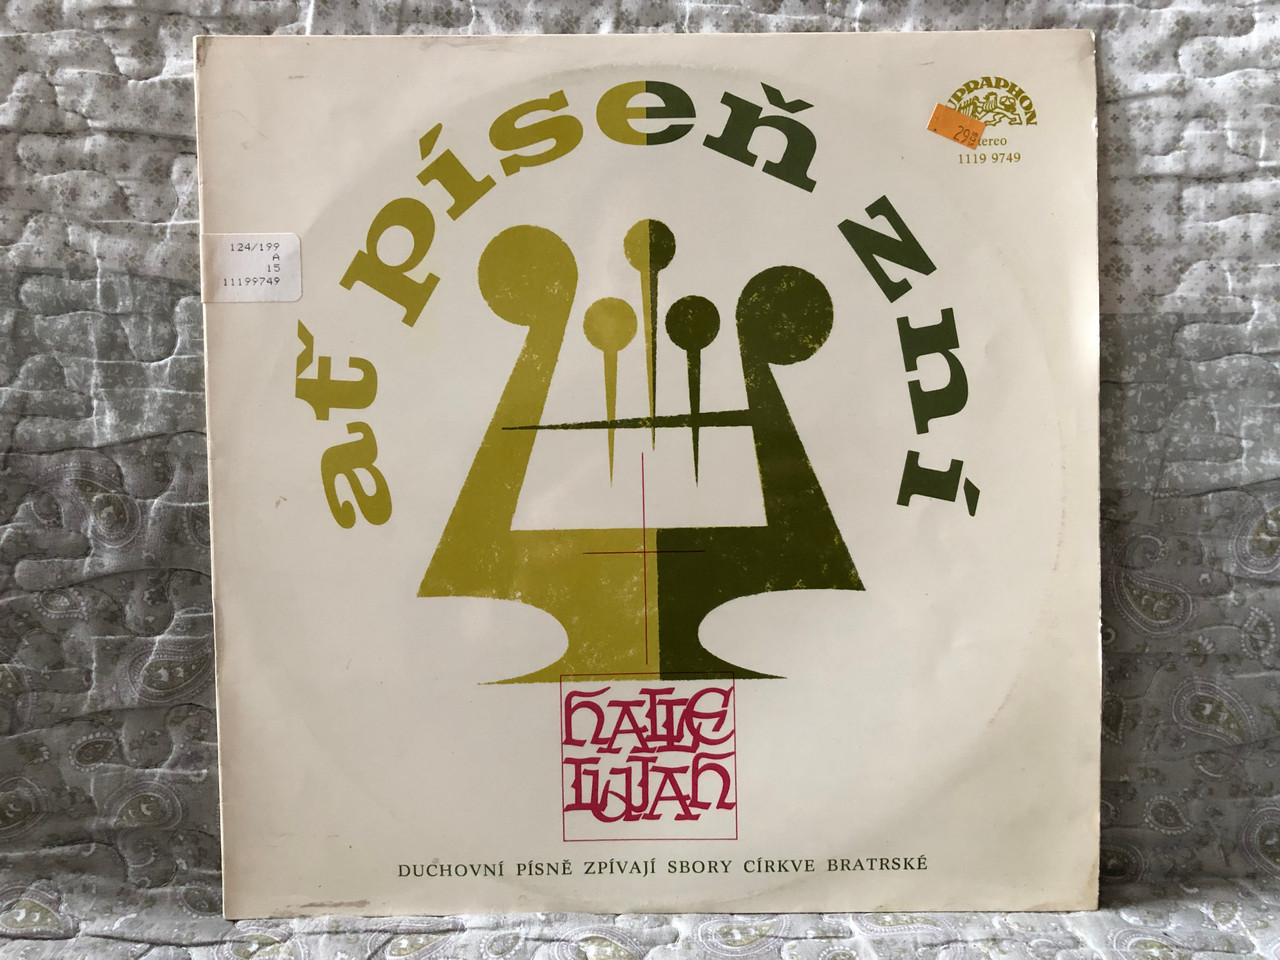 ať píseň zní
SUPRAPHON
29
stereo
1119 9749
124/199
A
15
11199749
HALLE
LUJAH
DUCHOVNÍ PÍSNĚ ZPÍVAJÍ SBORY CÍRKVE BRATRSKÉ